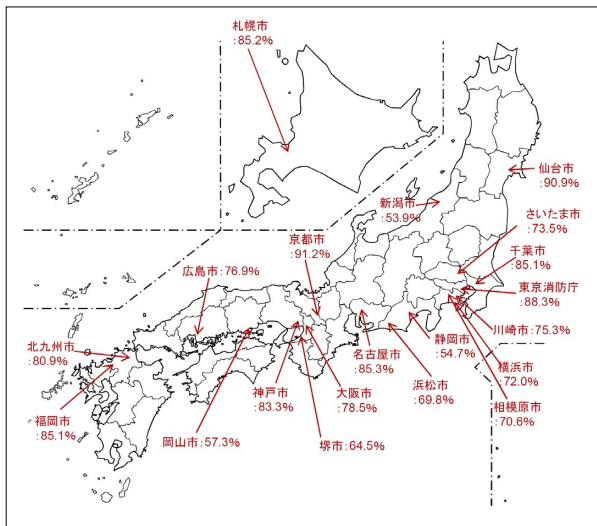 札幌市
:85.2%
仙台市
:90.9%
新潟市
:53.9%
さいたま市
:73.5%
京都市
:91.2%
千葉市
:85.1%
広島市:76.9%
東京消防庁
:88.3%
川崎市:75.3%
北九州市
:80.9%
静岡市
:54.7%
名古屋市
:85.3%
横浜市
:72.0%
浜松市
:69.8%
神戸市
:83.3%
大阪市
:78.5%
相模原市
:70.6%
福岡市
:85.1%
岡山市:57.3%
堺市:64.5%